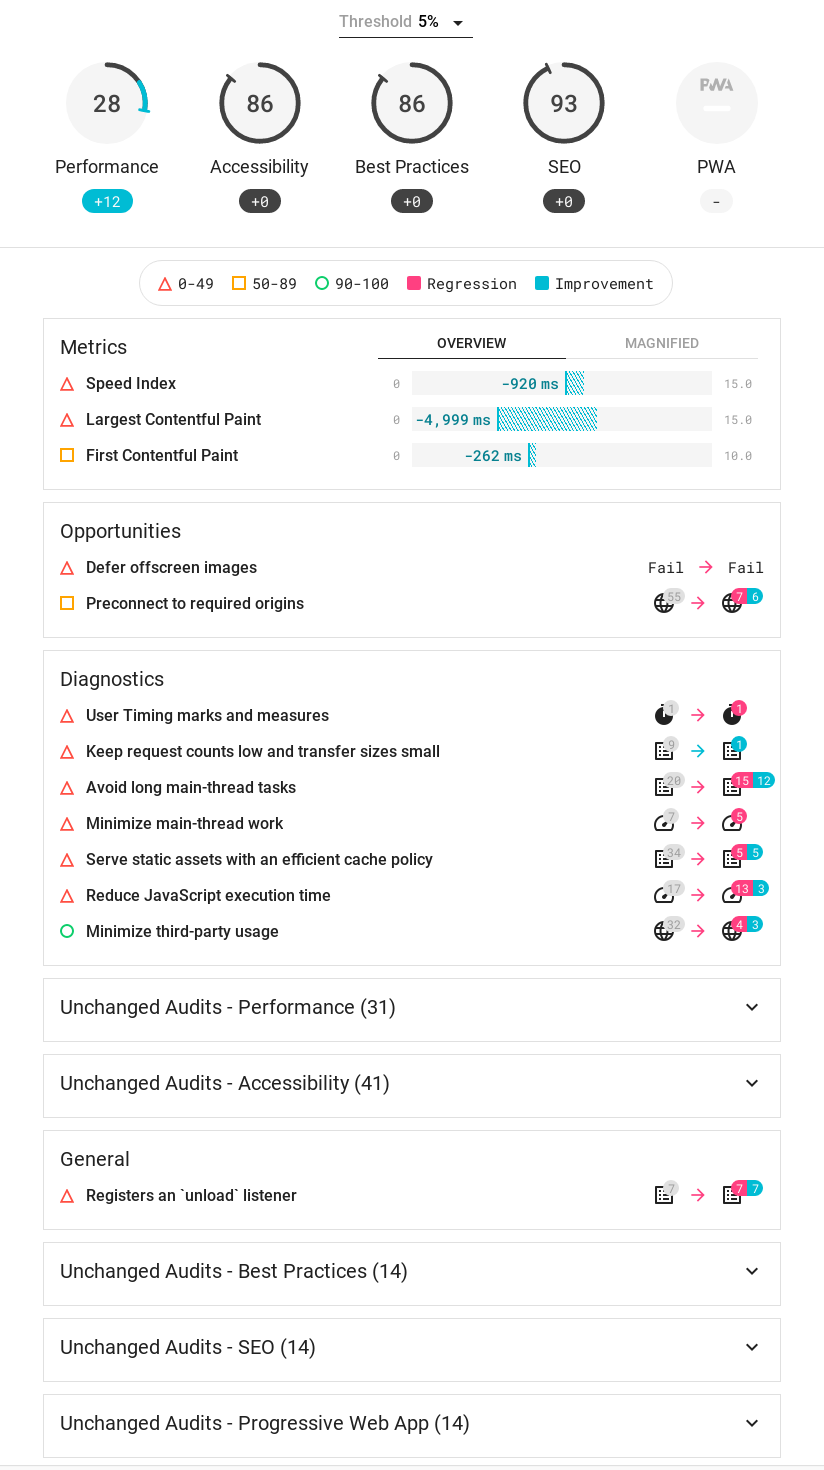 Threshold 5%
28 86 86 93 PWA
Performance Accessibility Best Practices SEO PWA
+12 +0 +0 +0 -
0-49 50-89 90-100 Regression Improvement
Metrics OVERVIEW MAGNIFIED
Speed Index 0 -920 ms 15.0
Largest Contentful Paint 0 -4,999 ms 15.0
First Contentful Paint 0 -262 ms 10.0
Opportunities
Defer offscreen images Fail Fail
Preconnect to required origins 55 7 6
Diagnostics
User Timing marks and measures 1 1
Keep request counts low and transfer sizes small 9 1
Avoid long main-thread tasks 20 15 12
Minimize main-thread work 7 5
Serve static assets with an efficient cache policy 34 5 5
Reduce JavaScript execution time 17 13 3
Minimize third-party usage 32 4 3
Unchanged Audits - Performance (31)
Unchanged Audits - Accessibility (41)
General
Registers an `unload` listener 7 7 7
Unchanged Audits - Best Practices (14)
Unchanged Audits - SEO (14)
Unchanged Audits - Progressive Web App (14)